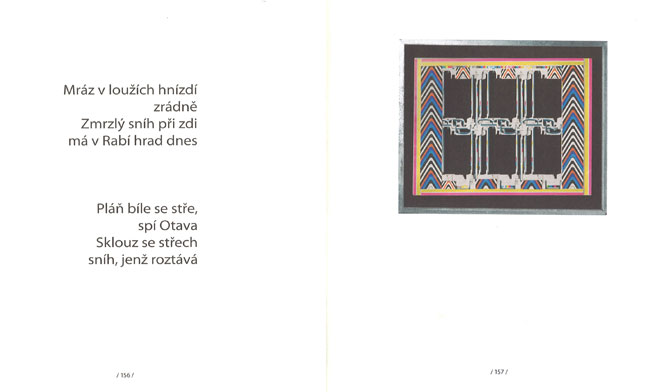 Mráz v loužích hnízdí
zrádně
Zmrzlý sníh při zdi
má v Rabí hrad dnes
Pláň bíle se stře,
spí Otava
Sklouz se střech
sníh, jenž roztává
/ 156 /
/ 157 /